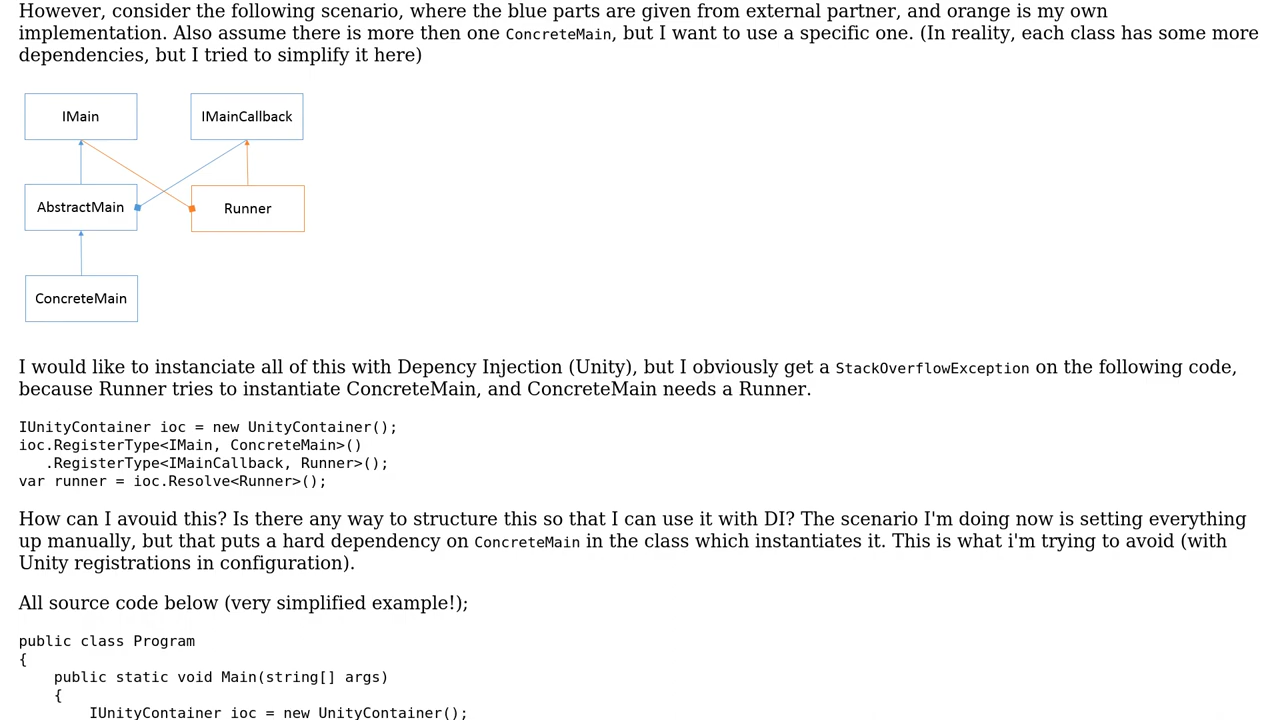 However, consider the following scenario, where the blue parts are given from external partner, and orange is my own
implementation. Also assume there is more then one ConcreteMain, but I want to use a specific one. (In reality, each class has some more
dependencies, but I tried to simplify it here)
IMain
IMainCallback
AbstractMain
Runner
ConcreteMain
I would like to instanciate all of this with Depency Injection (Unity), but I obviously get a StackOverflowException on the following code,
because Runner tries to instantiate ConcreteMain, and ConcreteMain needs a Runner.
IUnityContainer ioc = new UnityContainer();
ioc.RegisterType<IMain, ConcreteMain>()
   .RegisterType<IMainCallback, Runner>();
var runner = ioc.Resolve<Runner>();
How can I avouid this? Is there any way to structure this so that I can use it with DI? The scenario I'm doing now is setting everything
up manually, but that puts a hard dependency on ConcreteMain in the class which instantiates it. This is what i'm trying to avoid (with
Unity registrations in configuration).
All source code below (very simplified example!);
public class Program
{
    public static void Main(string[] args)
    {
        IUnityContainer ioc = new UnityContainer();